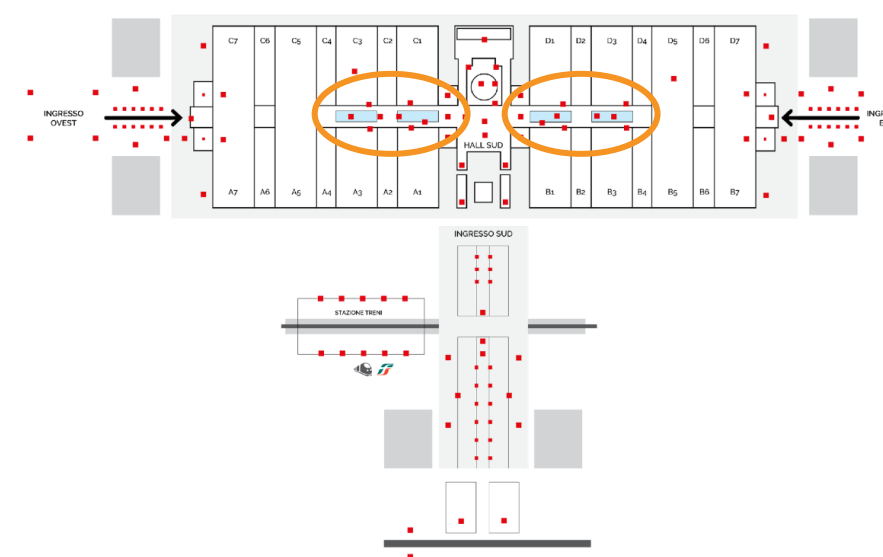 C7 C6 C5 C4 C3 C2 C1 D1 D2 D3 D4 D5 D6 D7
INGRESSO
OVEST
INGR
E
HALL SUD
A7 A6 A5 A4 A3 A2 A1 B1 B2 B3 B4 B5 B6 B7
INGRESSO SUD
STAZIONE TRENI